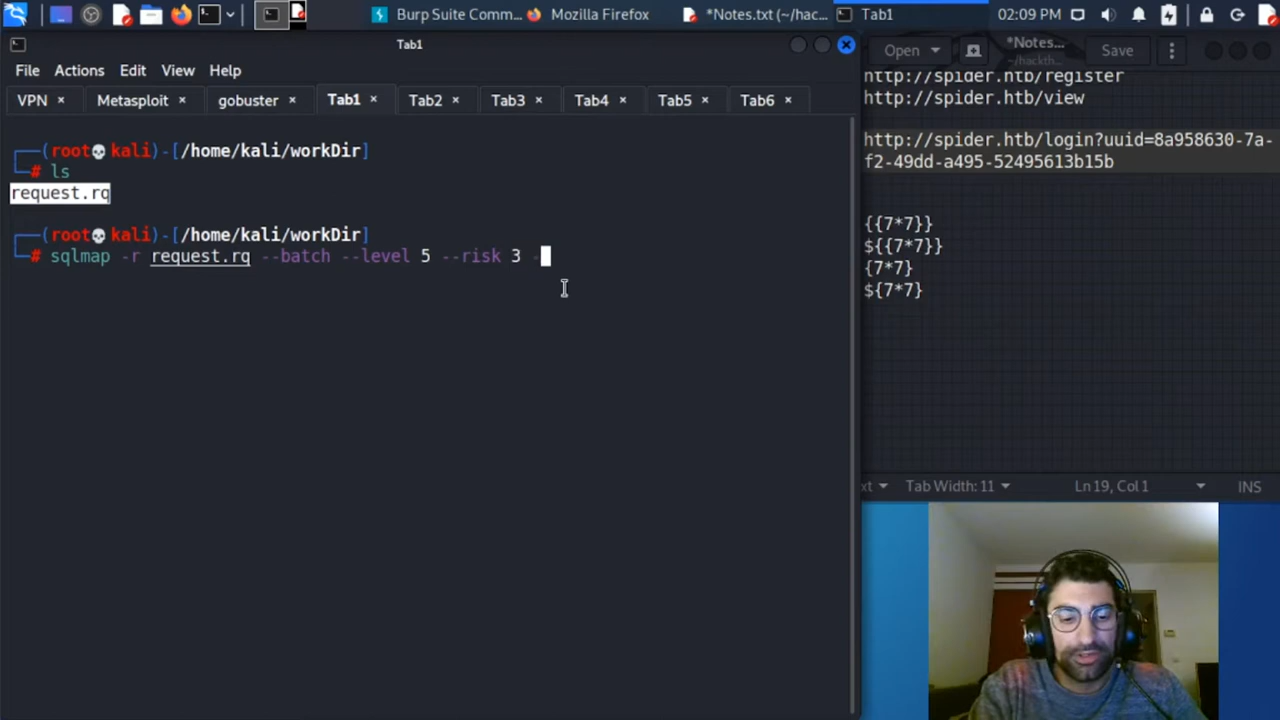 Burp Suite Comm...
Mozilla Firefox
*Notes.txt (~/hackth...
Tab1
02:09 PM
Tab1
File Actions Edit View Help
VPN × Metasploit × gobuster × Tab1 × Tab2 × Tab3 × Tab4 × Tab5 × Tab6 ×
(root💀kali)-[/home/kali/workDir]
# ls
request.rq
(root💀kali)-[/home/kali/workDir]
# sqlmap -r request.rq --batch --level 5 --risk 3 -
Open
*Notes...
~/hackth...
Save
http://spider.htb/register
http://spider.htb/view
http://spider.htb/login?uuid=8a958630-7a-
f2-49dd-a495-52495613b15b
{{7*7}}
${{7*7}}
{7*7}
${7*7}
xt Tab Width: 11 Ln 19, Col 1 INS